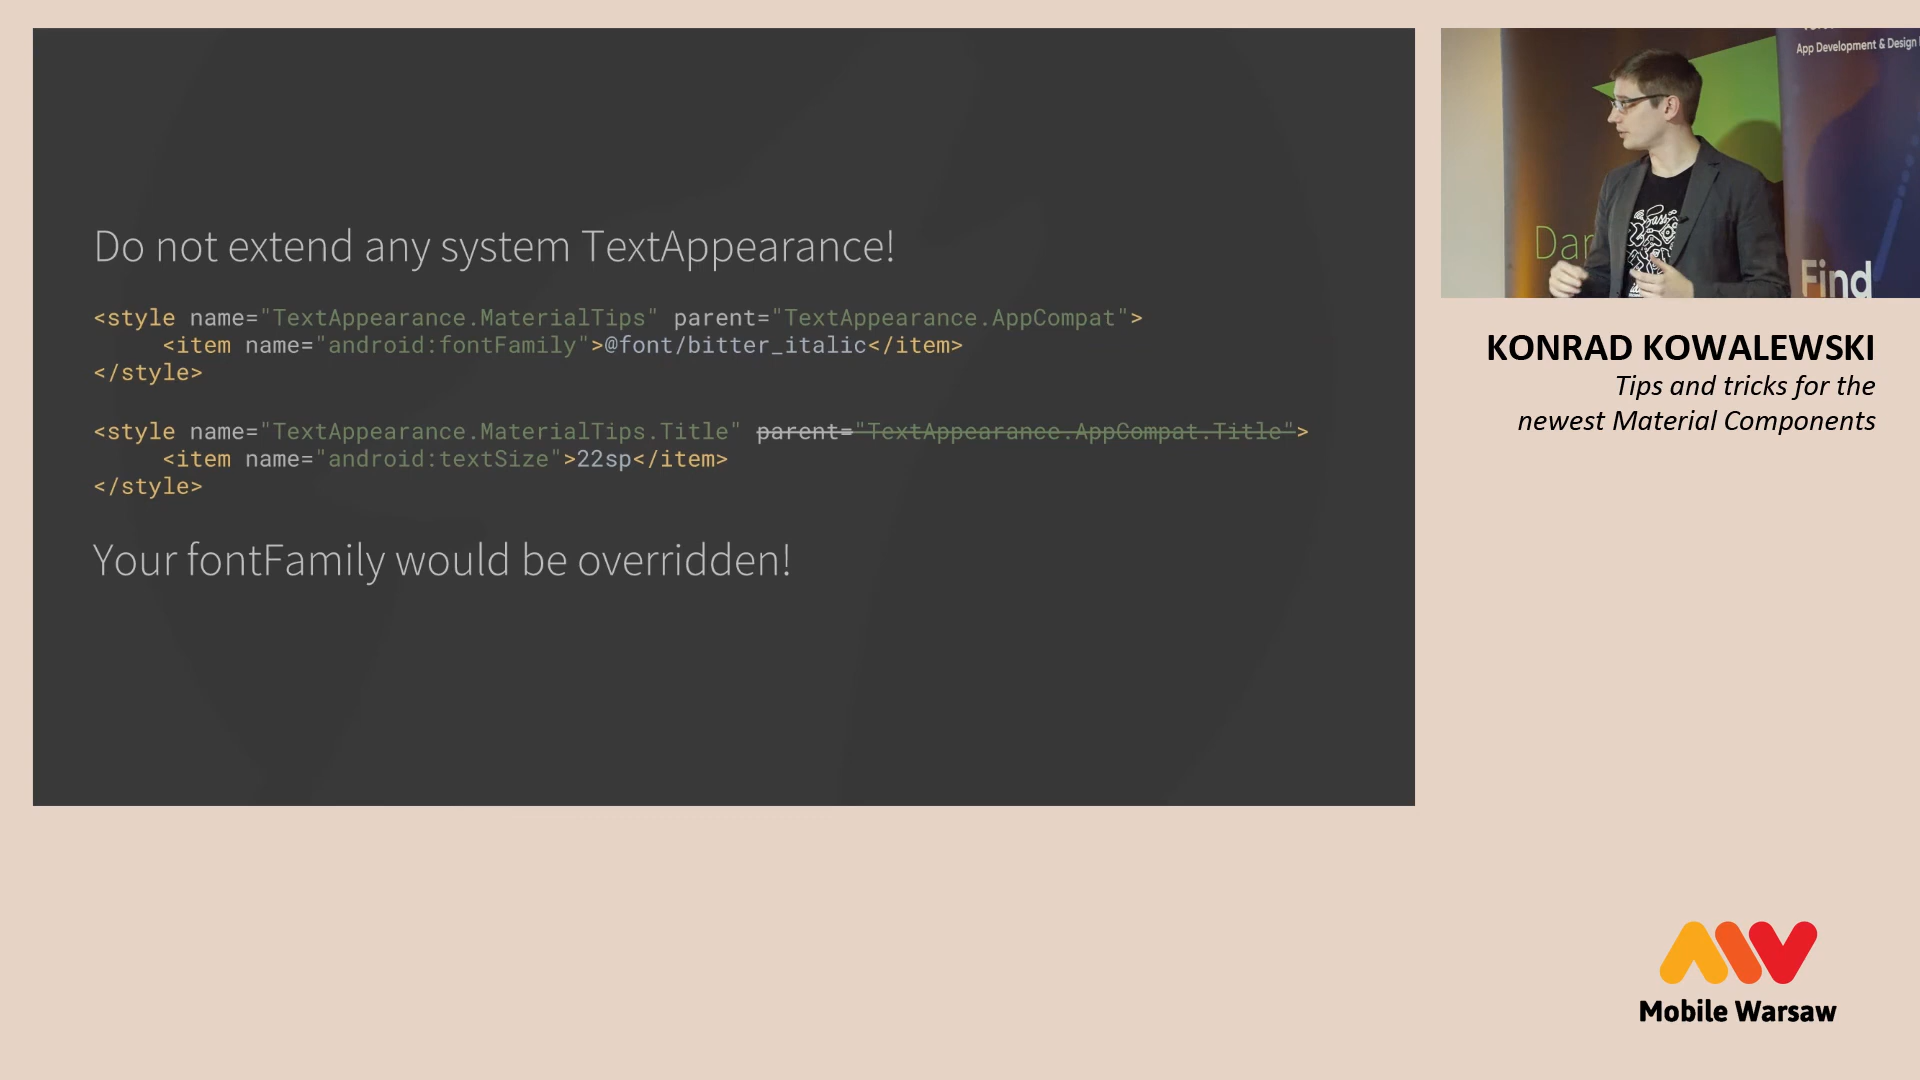 Do not extend any system TextAppearance!
<style name="TextAppearance.MaterialTips" parent="TextAppearance.AppCompat">
<item name="android:fontFamily">@font/bitter_italic</item>
</style>
<style name="TextAppearance.MaterialTips.Title" parent="TextAppearance.AppCompat.Title">
<item name="android:textSize">22sp</item>
</style>
Your fontFamily would be overridden!
App Development & Design
Dar
Find
KONRAD KOWALEWSKI
Tips and tricks for the
newest Material Components
Mobile Warsaw